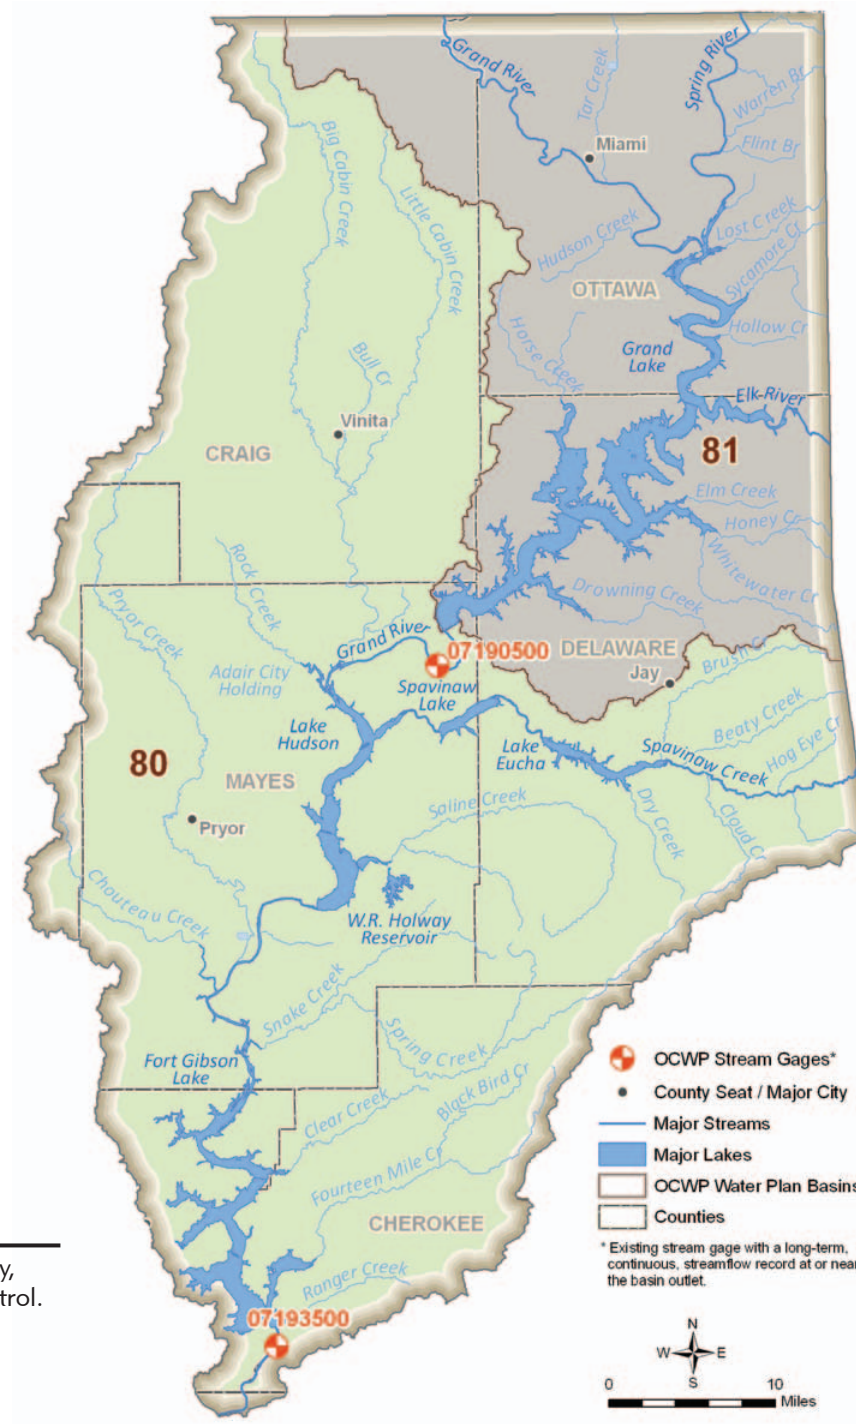 Grand River
Tar Creek
Spring River
Warren Br
Flint Br
Miami
Big Cabin Creek
Little Cabin Creek
Lost Creek
Sycamore Cr
Hudson Creek
OTTAWA
Horse Creek
Hollow Cr
Grand
Lake
Elk River
Bull Cr
Vinita
CRAIG
81
Elm Creek
Honey Cr
Whitewater Cr
Rock Creek
Pryor Creek
Drowning Creek
Grand River
07190500
DELAWARE
Jay
Brush Cr
Adair City
Holding
Spavinaw
Lake
Lake
Hudson
Lake
Eucha
Spavinaw Creek
Beaty Creek
Hog Eye Cr
80
MAYES
Saline Creek
Dry Creek
Cloud Cr
Pryor
Chouteau Creek
W.R. Holway
Reservoir
Snake Creek
Spring Creek
Fort Gibson
Lake
Clear Creek
Black Bird Cr
Fourteen Mile Cr
CHEROKEE
Ranger Creek
07193500
OCWP Stream Gages*
County Seat / Major City
Major Streams
Major Lakes
OCWP Water Plan Basins
Counties
* Existing stream gage with a long-term,
continuous, streamflow record at or near
the basin outlet.
N
W E
S
0 10
Miles
y,
trol.